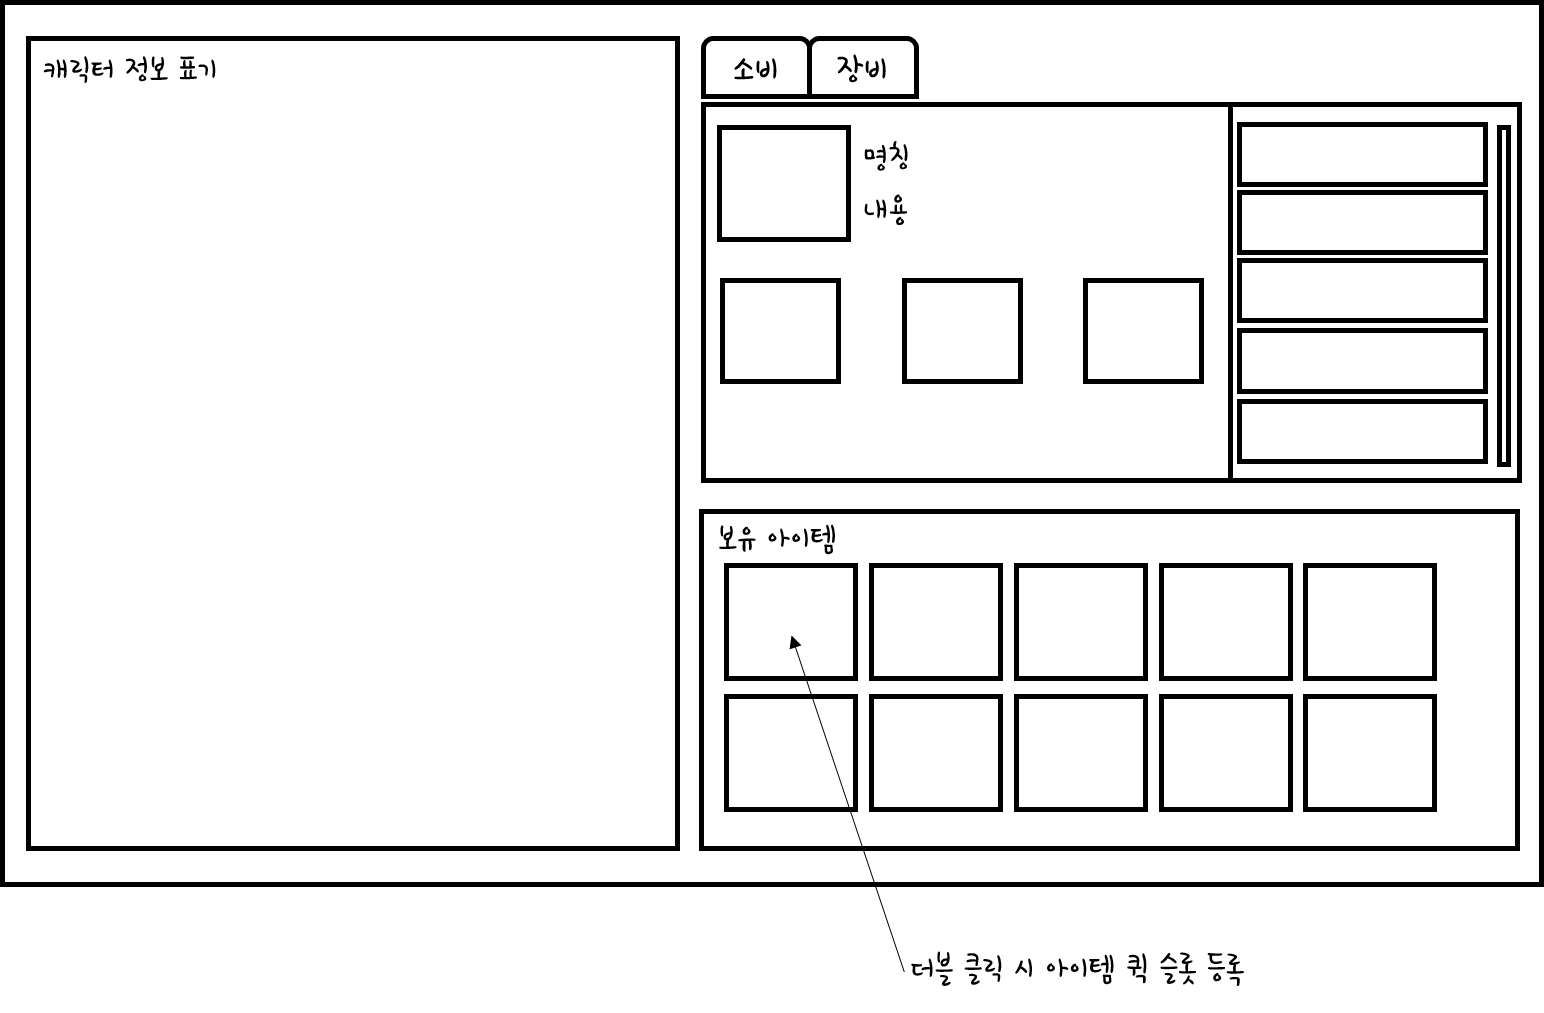 캐릭터 정보 표기
소비
장비
명칭
내용
보유 아이템
더블 클릭 시 아이템 퀵 슬롯 등록